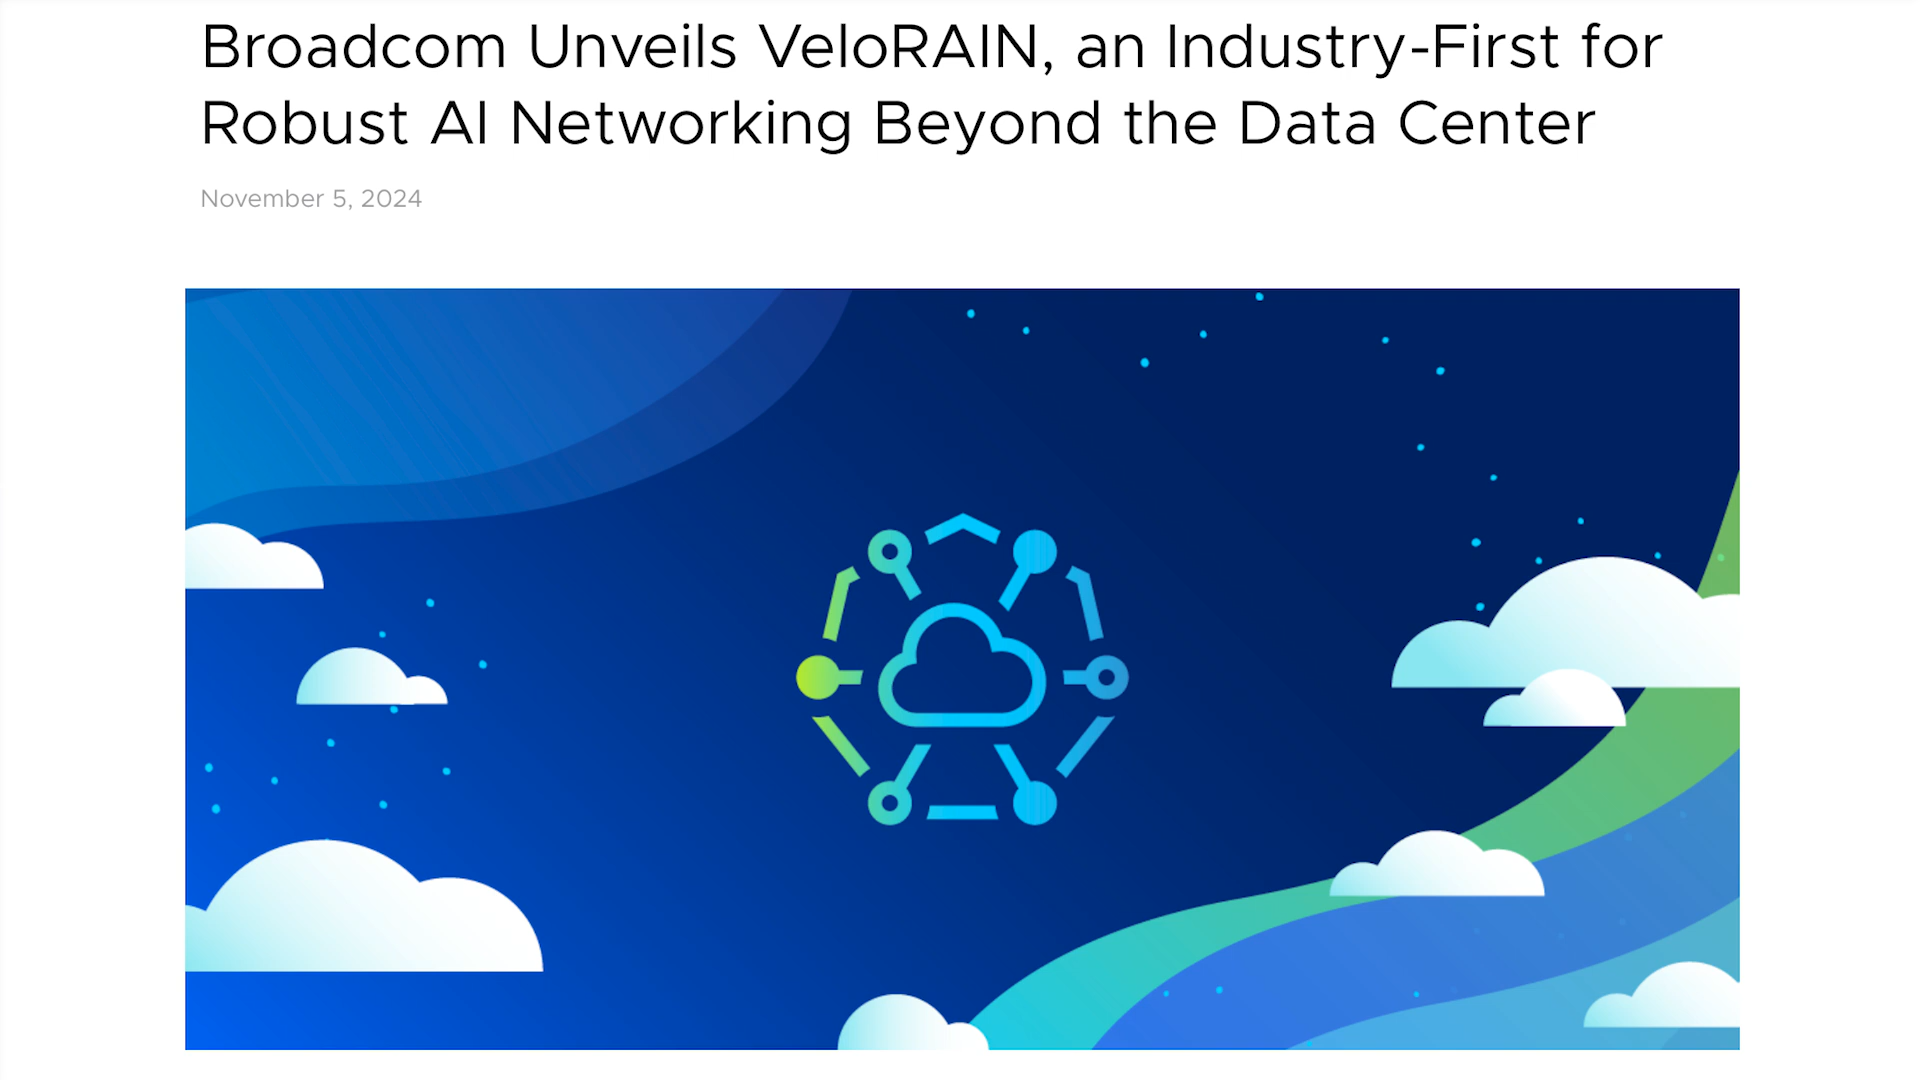 Broadcom Unveils VeloRAIN, an Industry-First for
Robust AI Networking Beyond the Data Center
November 5, 2024